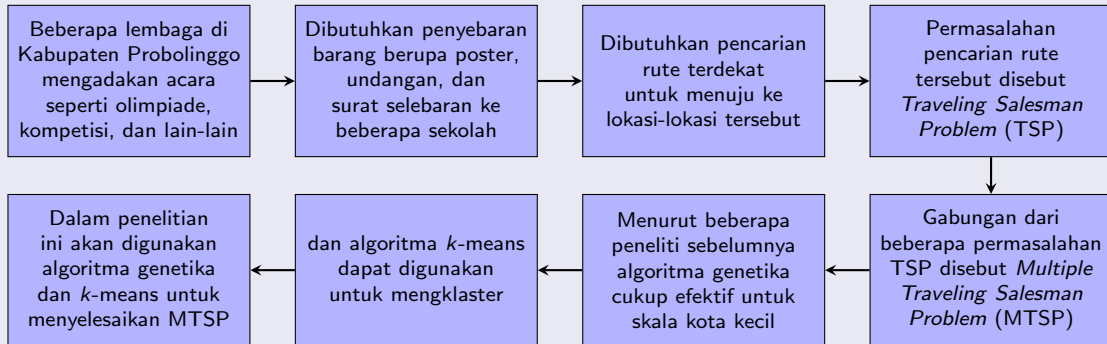 Beberapa lembaga di
Kabupaten Probolinggo
mengadakan acara
seperti olimpiade,
kompetisi, dan lain-lain
Dibutuhkan penyebaran
barang berupa poster,
undangan, dan
surat selebaran ke
beberapa sekolah
Dibutuhkan pencarian
rute terdekat
untuk menuju ke
lokasi-lokasi tersebut
Permasalahan
pencarian rute
tersebut disebut
Traveling Salesman
Problem (TSP)
Gabungan dari
beberapa permasalahan
TSP disebut Multiple
Traveling Salesman
Problem (MTSP)
Menurut beberapa
peneliti sebelumnya
algoritma genetika
cukup efektif untuk
skala kota kecil
dan algoritma k-means
dapat digunakan
untuk mengklaster
Dalam penelitian
ini akan digunakan
algoritma genetika
dan k-means untuk
menyelesaikan MTSP